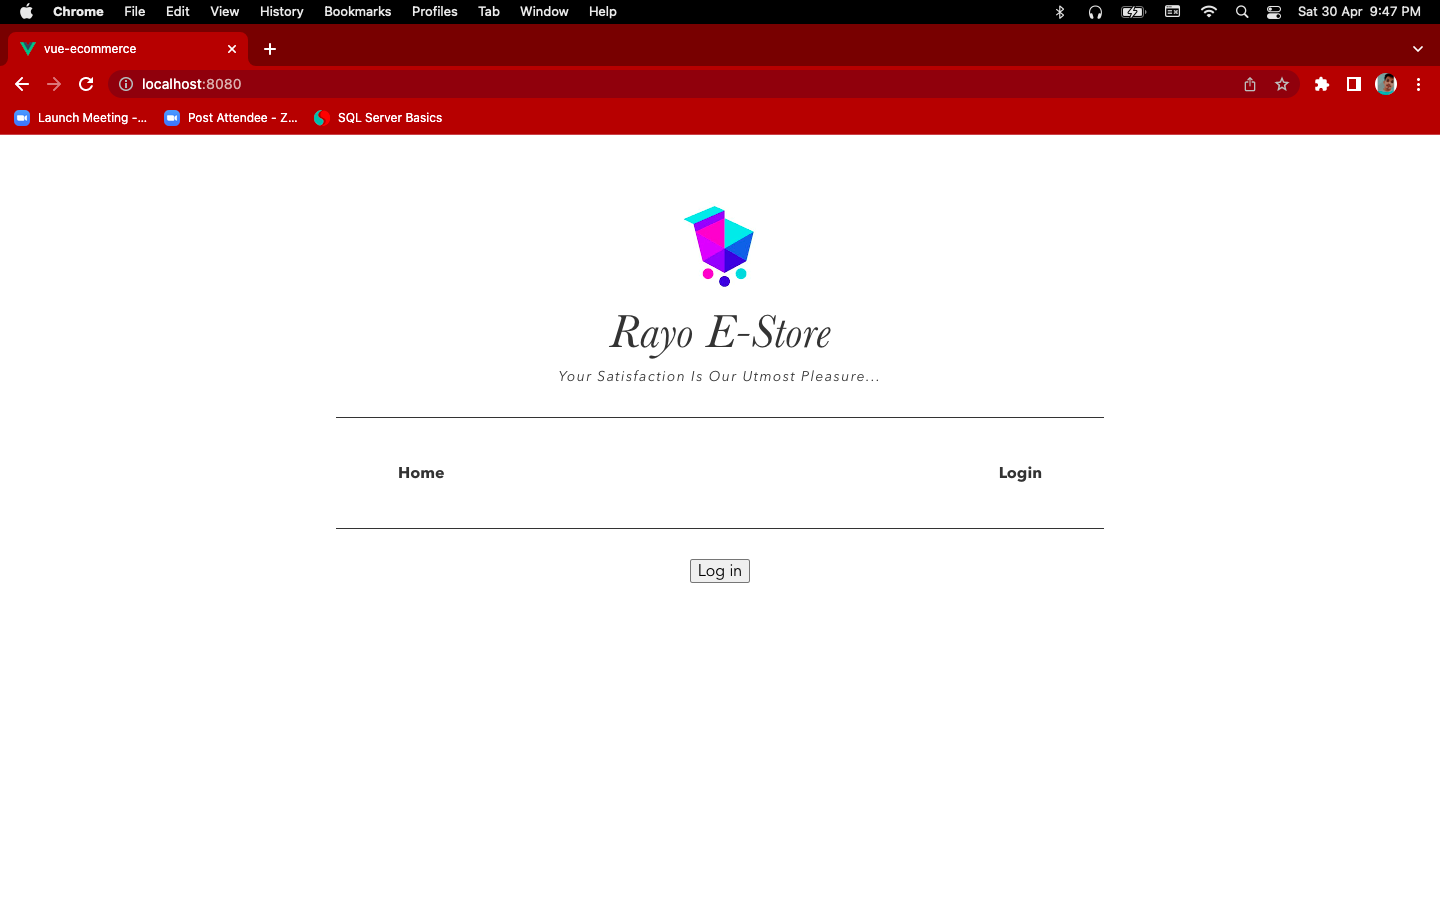 Chrome File Edit View History Bookmarks Profiles Tab Window Help Sat 30 Apr 9:47 PM
vue-ecommerce
localhost:8080
Launch Meeting -... Post Attendee - Z... SQL Server Basics
Rayo E-Store
Your Satisfaction Is Our Utmost Pleasure...
Home Login
Log in